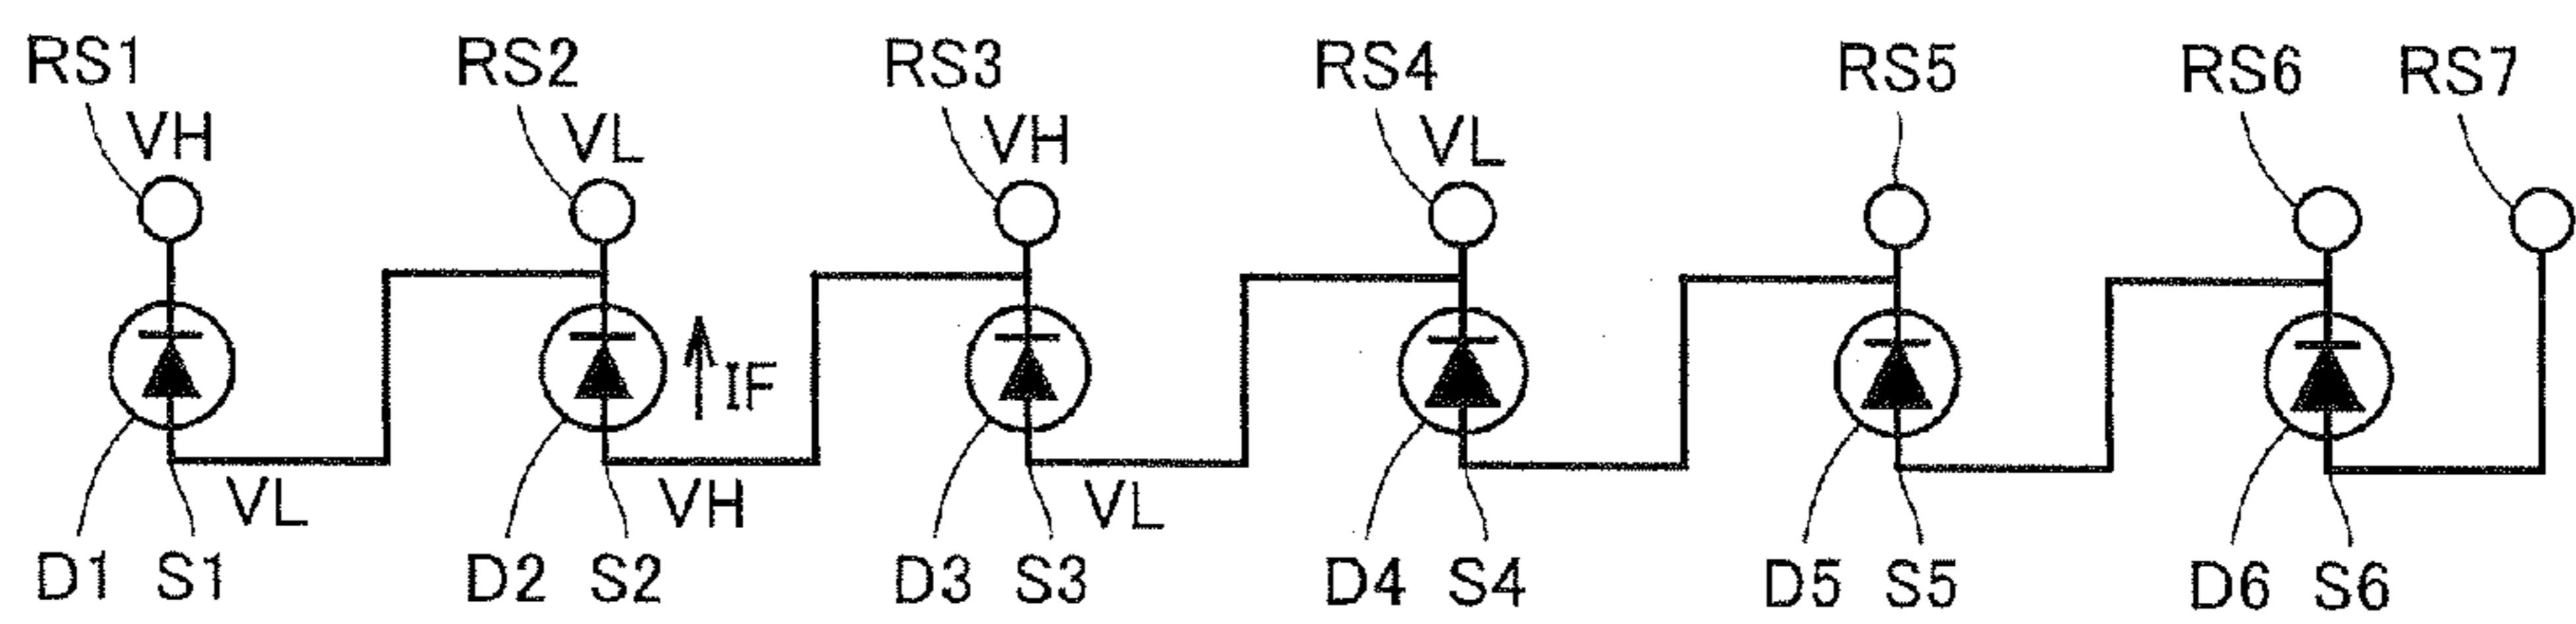 RS1 RS2 RS3 RS4 RS5 RS6 RS7
VH VL VH VL
IF
VL VH VL
D1 S1 D2 S2 D3 S3 D4 S4 D5 S5 D6 S6